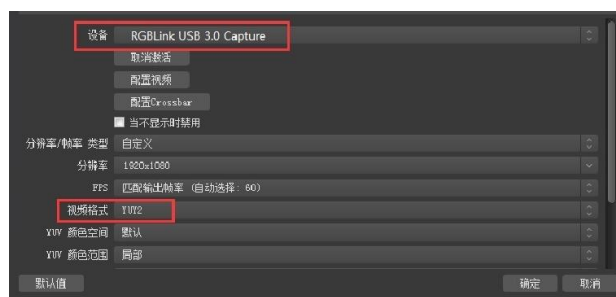 设备 RGBLink USB 3.0 Capture
取消激活
配置视频
配置Crossbar
当不显示时禁用
分辨率/帧率 类型 自定义
分辨率 1920x1080
FPS 匹配输出帧率 (自动选择: 60)
视频格式 YUY2
YUV 颜色空间 默认
YUV 颜色范围 局部
默认值 确定 取消